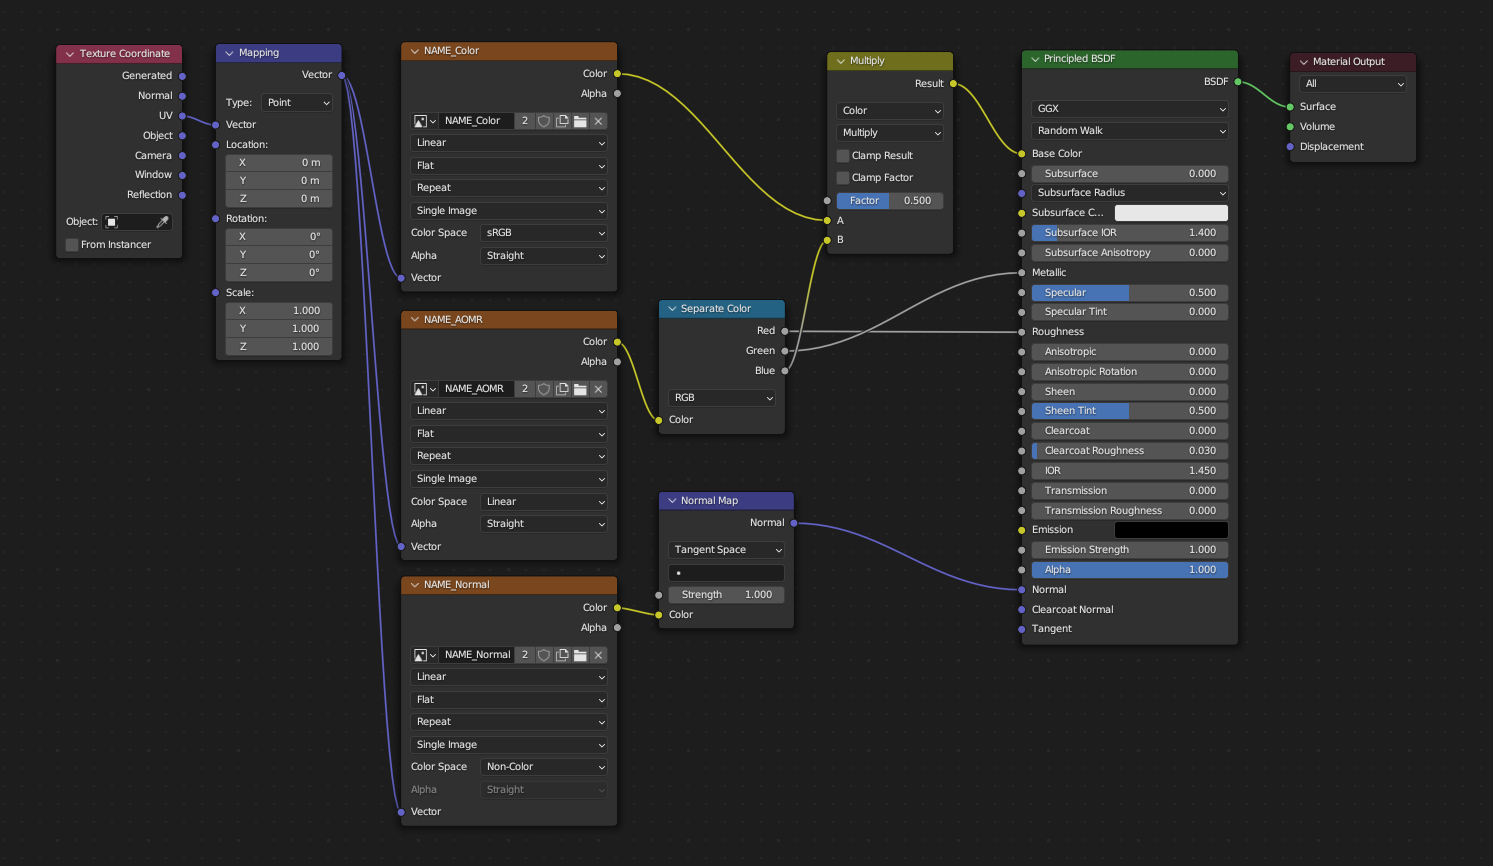 Texture Coordinate
Generated
Normal
UV
Object
Camera
Window
Reflection
Object:
From Instancer
Mapping
Vector
Type: Point
Vector
Location:
X 0 m
Y 0 m
Z 0 m
Rotation:
X 0°
Y 0°
Z 0°
Scale:
X 1.000
Y 1.000
Z 1.000
NAME_Color
Color
Alpha
NAME_Color 2
Linear
Flat
Repeat
Single Image
Color Space sRGB
Alpha Straight
Vector
NAME_AOMR
Color
Alpha
NAME_AOMR 2
Linear
Flat
Repeat
Single Image
Color Space Linear
Alpha Straight
Vector
NAME_Normal
Color
Alpha
NAME_Normal 2
Linear
Flat
Repeat
Single Image
Color Space Non-Color
Alpha Straight
Vector
Separate Color
Red
Green
Blue
RGB
Color
Normal Map
Normal
Tangent Space
Strength 1.000
Color
Multiply
Result
Color
Multiply
Clamp Result
Clamp Factor
Factor 0.500
A
B
Principled BSDF
BSDF
GGX
Random Walk
Base Color
Subsurface 0.000
Subsurface Radius
Subsurface C...
Subsurface IOR 1.400
Subsurface Anisotropy 0.000
Metallic
Specular 0.500
Specular Tint 0.000
Roughness
Anisotropic 0.000
Anisotropic Rotation 0.000
Sheen 0.000
Sheen Tint 0.500
Clearcoat 0.000
Clearcoat Roughness 0.030
IOR 1.450
Transmission 0.000
Transmission Roughness 0.000
Emission
Emission Strength 1.000
Alpha 1.000
Normal
Clearcoat Normal
Tangent
Material Output
All
Surface
Volume
Displacement